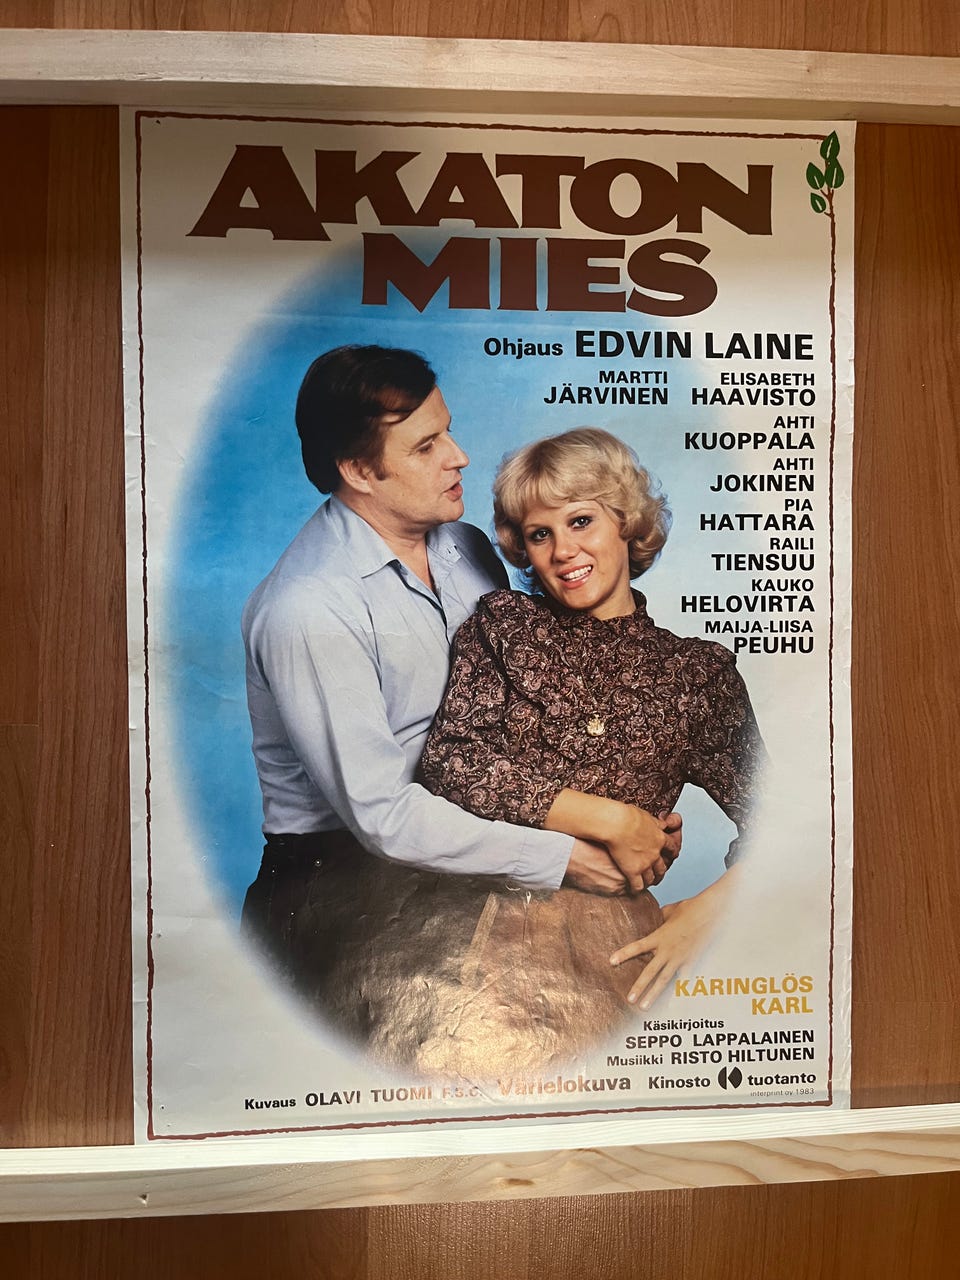 AKATON
MIES
Ohjaus EDVIN LAINE
MARTTI JÄRVINEN
ELISABETH HAAVISTO
AHTI
KUOPPALA
AHTI
JOKINEN
PIA
HATTARA
RAILI
TIENSUU
KAUKO
HELOVIRTA
MAIJA-LIISA
PEUHU
KÄRINGLÖS
KARL
Käsikirjoitus
SEPPO LAPPALAINEN
Musiikki RISTO HILTUNEN
Kuvaus OLAVI TUOMI F.S.C. Värielokuva Kinosto tuotanto
interprint oy 1983